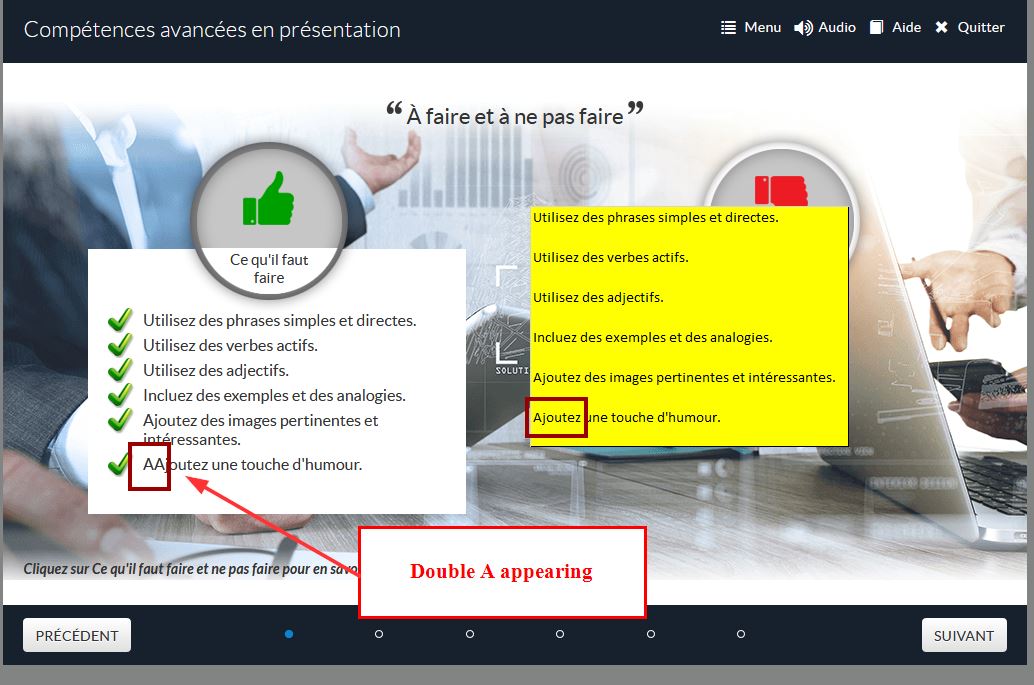 Compétences avancées en présentation
Menu
Audio
Aide
Quitter
“ À faire et à ne pas faire ”
Ce qu'il faut
faire
Utilisez des phrases simples et directes.
Utilisez des verbes actifs.
Utilisez des adjectifs.
Incluez des exemples et des analogies.
Ajoutez des images pertinentes et
intéressantes.
AAjoutez une touche d'humour.
Utilisez des phrases simples et directes.
Utilisez des verbes actifs.
Utilisez des adjectifs.
Incluez des exemples et des analogies.
Ajoutez des images pertinentes et intéressantes.
Ajoutez une touche d'humour.
Double A appearing
Cliquez sur Ce qu'il faut faire et ne pas faire pour en
PRÉCÉDENT
SUIVANT